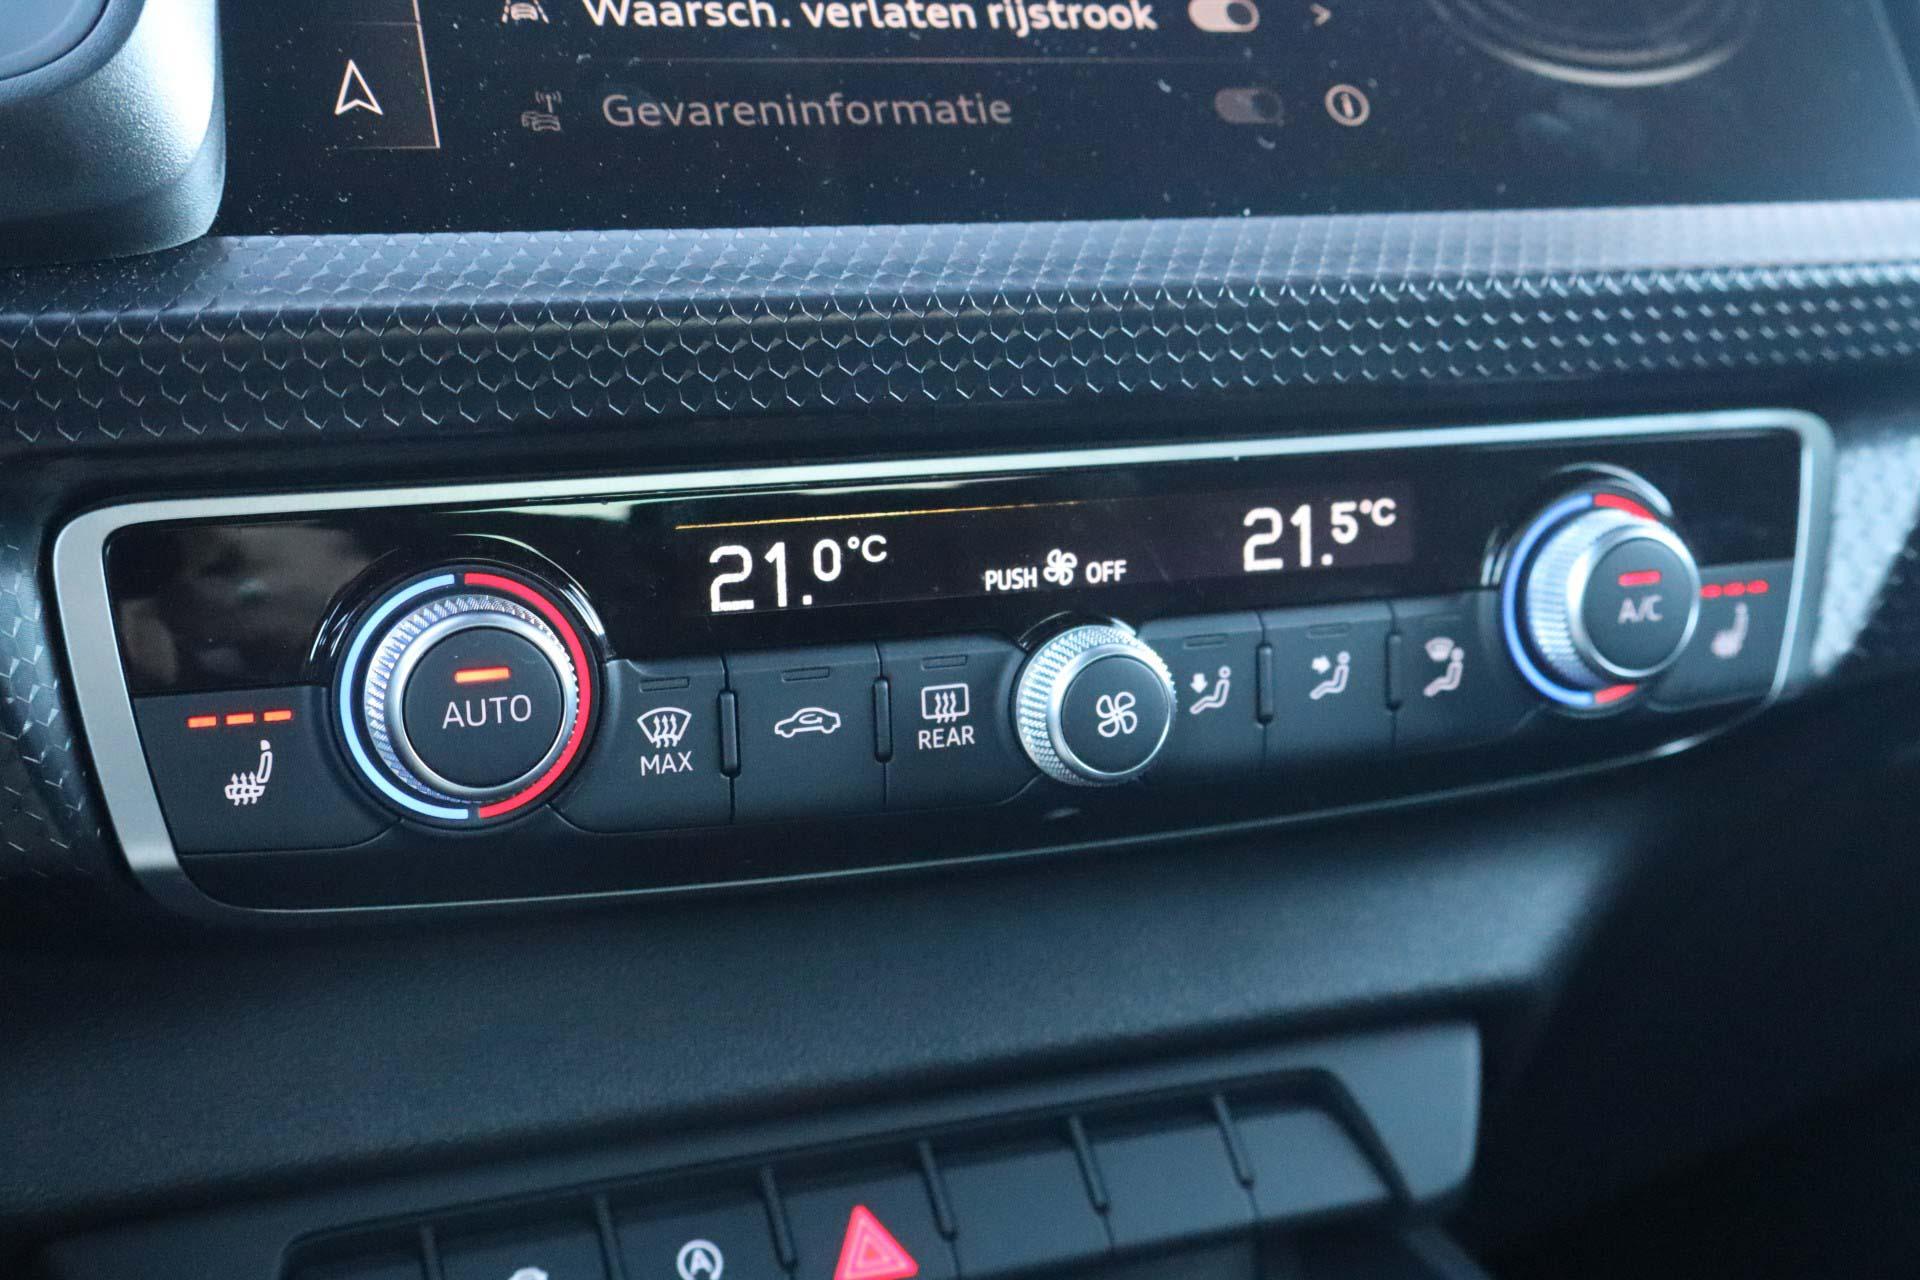 Waarsch. verlaten rijstrook
Gevareninformatie
21.0°C
PUSH OFF
21.5°C
AUTO
MAX
REAR
A/C
A